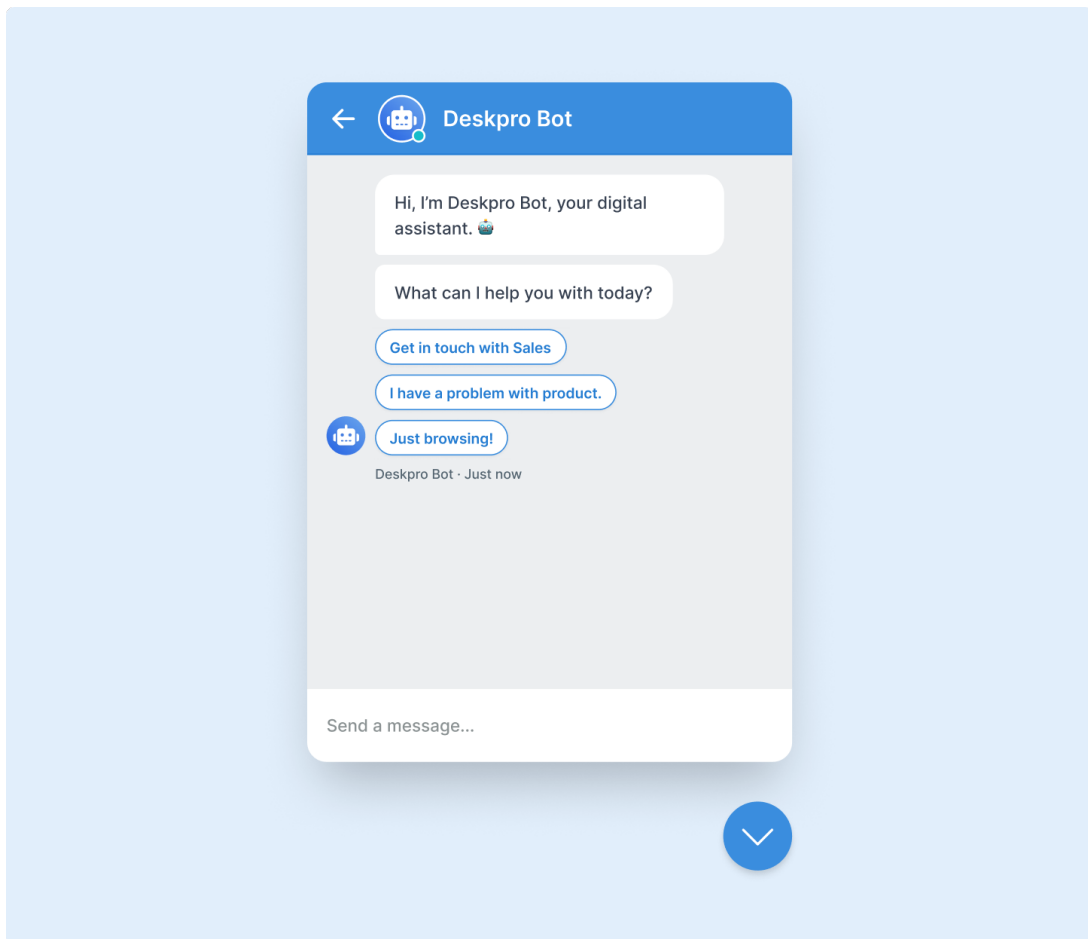 Deskpro Bot
Hi, I’m Deskpro Bot, your digital
assistant. 🤖
What can I help you with today?
Get in touch with Sales
I have a problem with product.
Just browsing!
Deskpro Bot · Just now
Send a message...